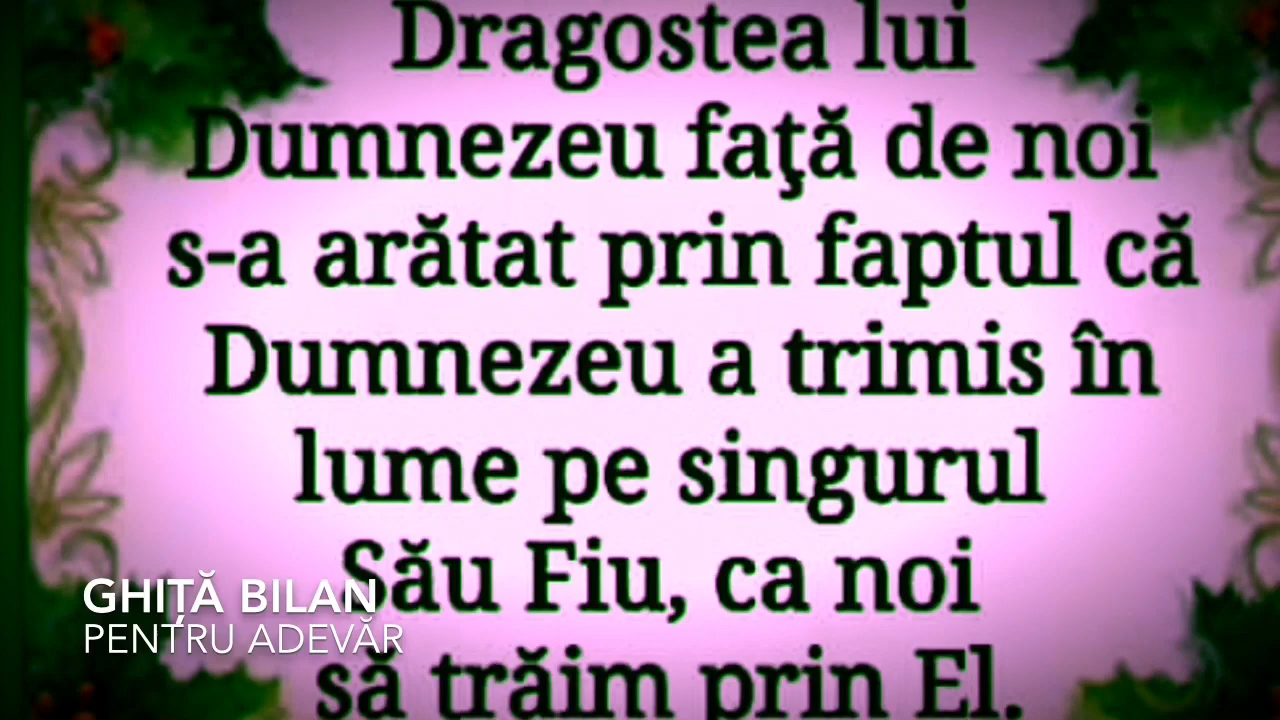 Dragostea lui
Dumnezeu faţă de noi
s-a arătat prin faptul că
Dumnezeu a trimis în
lume pe singurul
Său Fiu, ca noi
să trăim prin El.
GHIȚĂ BILAN
PENTRU ADEVĂR